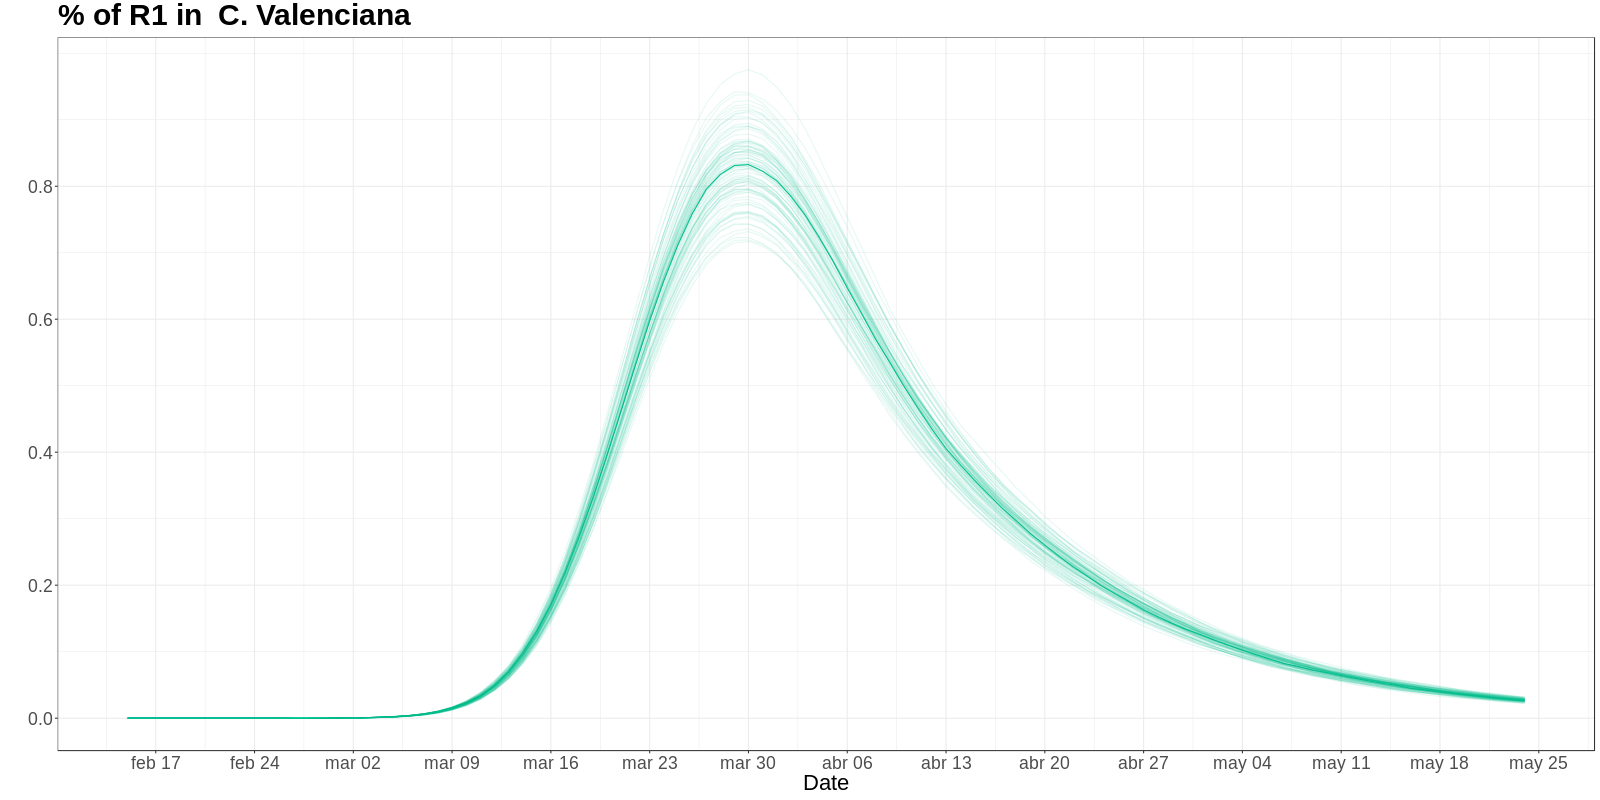 % of R1 in  C. Valenciana
0.8
0.6
0.4
0.2
0.0
feb 17 feb 24 mar 02 mar 09 mar 16 mar 23 mar 30 abr 06 abr 13 abr 20 abr 27 may 04 may 11 may 18 may 25
Date